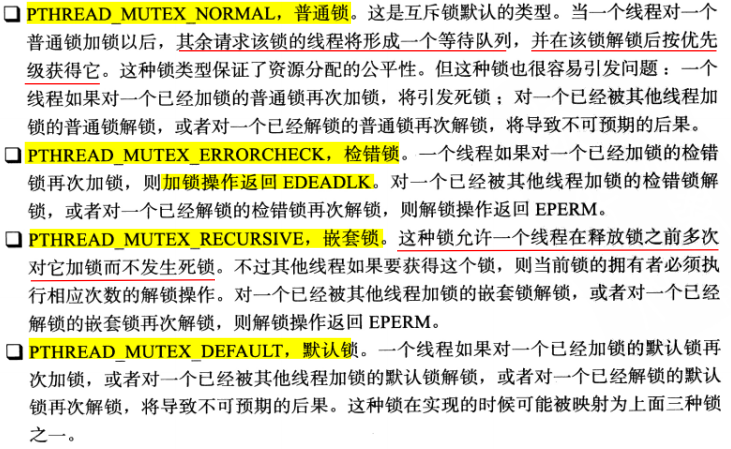 ❑ PTHREAD_MUTEX_NORMAL，普通锁。这是互斥锁默认的类型。当一个线程对一个
普通锁加锁以后，其余请求该锁的线程将形成一个等待队列，并在该锁解锁后按优先
级获得它。这种锁类型保证了资源分配的公平性。但这种锁也很容易引发问题：一个
线程如果对一个已经加锁的普通锁再次加锁，将引发死锁；对一个已经被其他线程加
锁的普通锁解锁，或者对一个已经解锁的普通锁再次解锁，将导致不可预期的后果。
❑ PTHREAD_MUTEX_ERRORCHECK，检错锁。一个线程如果对一个已经加锁的检错
锁再次加锁，则加锁操作返回 EDEADLK。对一个已经被其他线程加锁的检错锁解
锁，或者对一个已经解锁的检错锁再次解锁，则解锁操作返回 EPERM。
❑ PTHREAD_MUTEX_RECURSIVE，嵌套锁。这种锁允许一个线程在释放锁之前多次
对它加锁而不发生死锁。不过其他线程如果要获得这个锁，则当前锁的拥有者必须执
行相应次数的解锁操作。对一个已经被其他线程加锁的嵌套锁解锁，或者对一个已经
解锁的嵌套锁再次解锁，则解锁操作返回 EPERM。
❑ PTHREAD_MUTEX_DEFAULT，默认锁。一个线程如果对一个已经加锁的默认锁再
次加锁，或者对一个已经被其他线程加锁的默认锁解锁，或者对一个已经解锁的默认
锁再次解锁，将导致不可预期的后果。这种锁在实现的时候可能被映射为上面三种锁
之一。